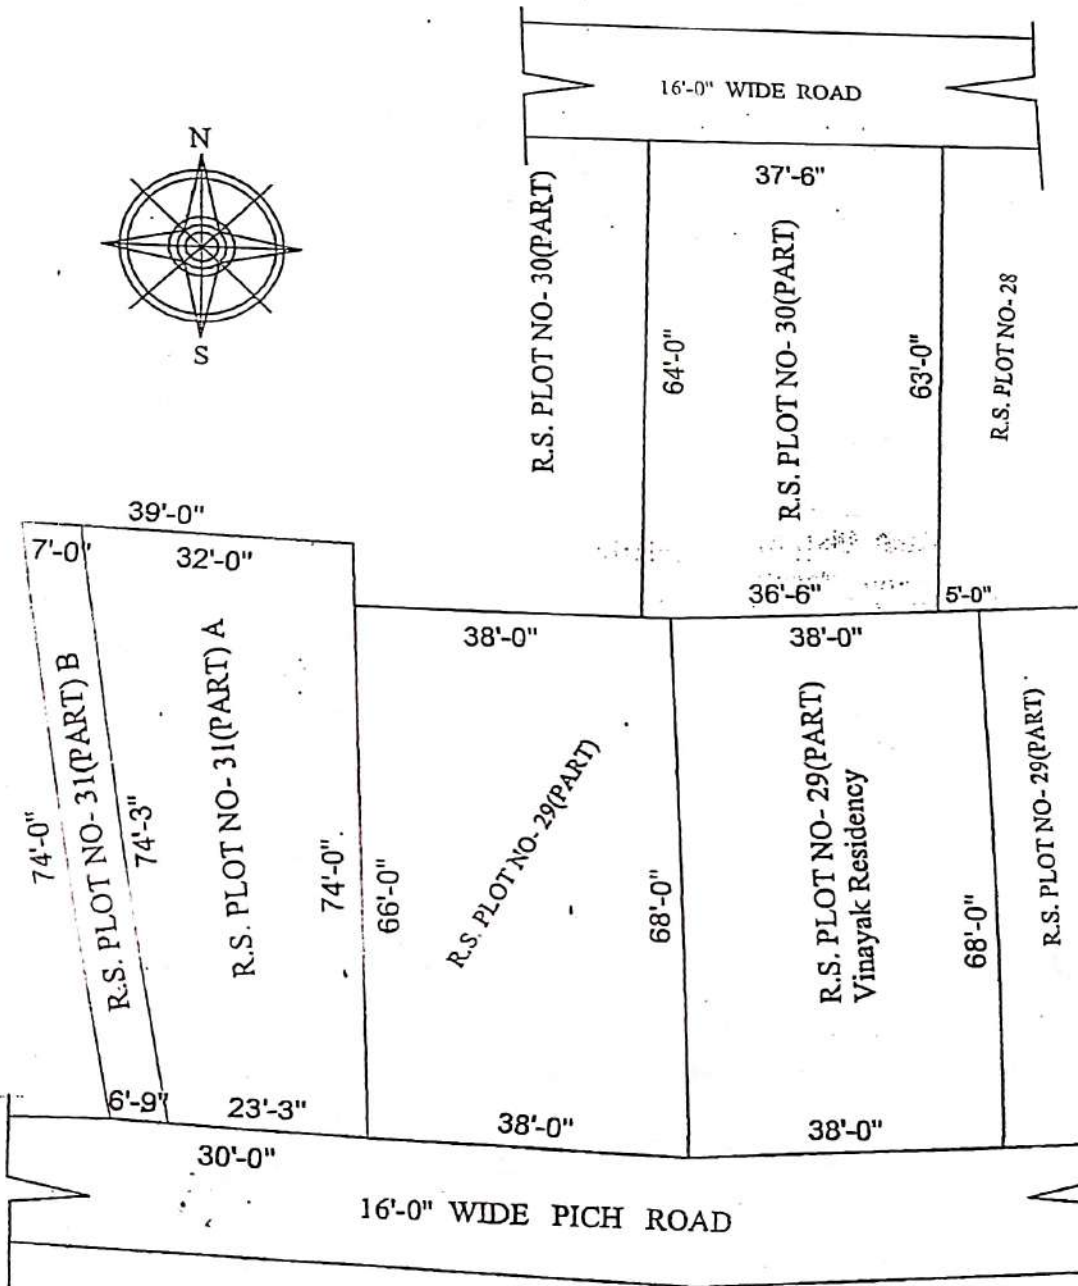 16'-0" WIDE ROAD
N
S
37'-6"
R.S. PLOT NO- 30(PART)
64'-0"
R.S. PLOT NO- 30(PART)
63'-0"
R.S. PLOT NO- 28
39'-0"
7'-0"
32'-0"
36'-6"
5'-0"
38'-0"
38'-0"
74'-0"
R.S. PLOT NO- 31(PART) B
74'-3"
R.S. PLOT NO- 31(PART) A
74'-0"
66'-0"
R.S. PLOT NO- 29(PART)
68'-0"
R.S. PLOT NO- 29(PART)
Vinayak Residency
68'-0"
R.S. PLOT NO- 29(PART)
6'-9"
23'-3"
38'-0"
38'-0"
30'-0"
16'-0" WIDE PICH ROAD